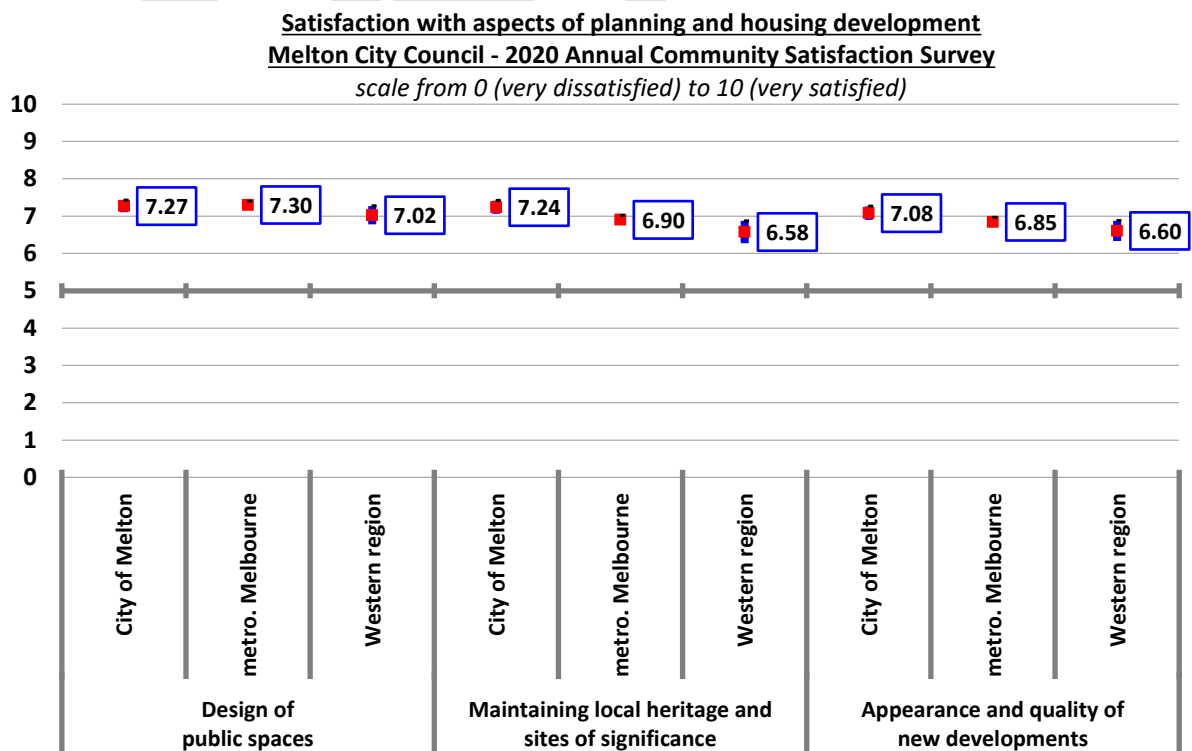 Satisfaction with aspects of planning and housing development
Melton City Council - 2020 Annual Community Satisfaction Survey
scale from 0 (very dissatisfied) to 10 (very satisfied)
10
9
8
7
6
5
4
3
2
1
0
7.27
7.30
7.02
7.24
6.90
6.58
7.08
6.85
6.60
City of Melton
metro. Melbourne
Western region
City of Melton
metro. Melbourne
Western region
City of Melton
metro. Melbourne
Western region
Design of
public spaces
Maintaining local heritage and
sites of significance
Appearance and quality of
new developments